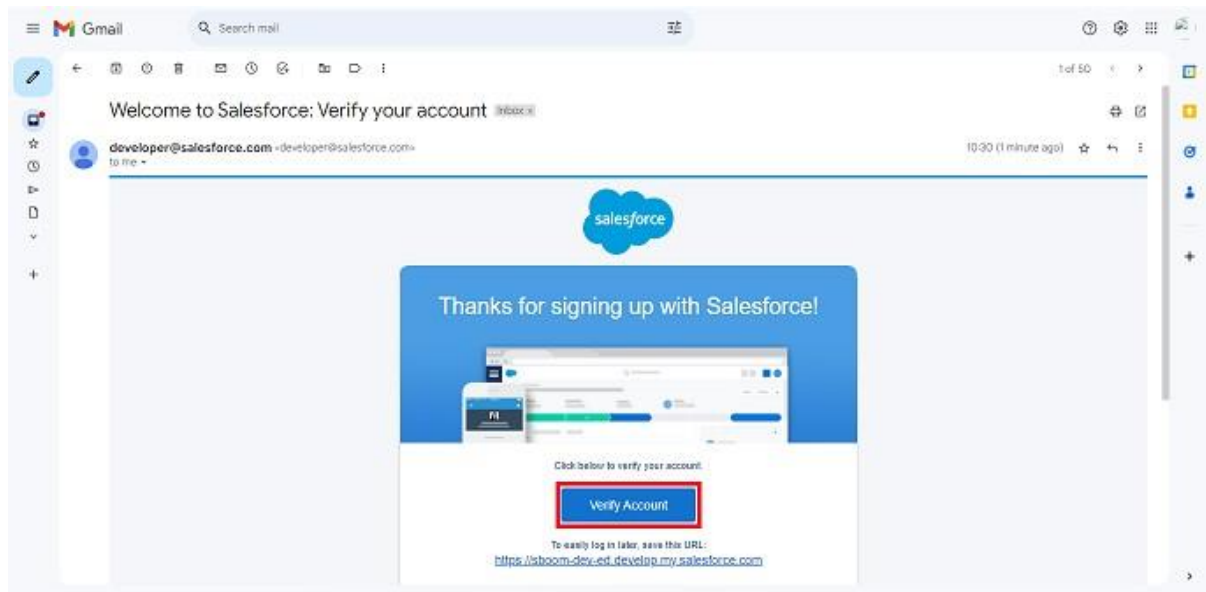 Gmail
Search mail
1 of 50
Welcome to Salesforce: Verify your account Inbox x
developer@salesforce.com <developer@salesforce.com>
10:30 (1 minute ago)
to me
salesforce
Thanks for signing up with Salesforce!
Click below to verify your account.
Verify Account
To easily log in later, save this URL:
https://sboom-dev-ed.develop.my.salesforce.com